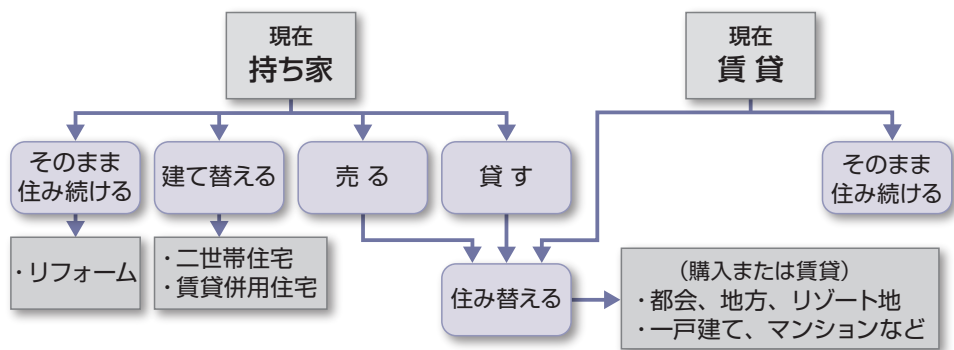 現在
持ち家
現在
賃貸
そのまま
住み続ける
建て替える
売る
貸す
そのまま
住み続ける
・リフォーム
・二世帯住宅
・賃貸併用住宅
住み替える
（購入または賃貸）
・都会、地方、リゾート地
・一戸建て、マンションなど